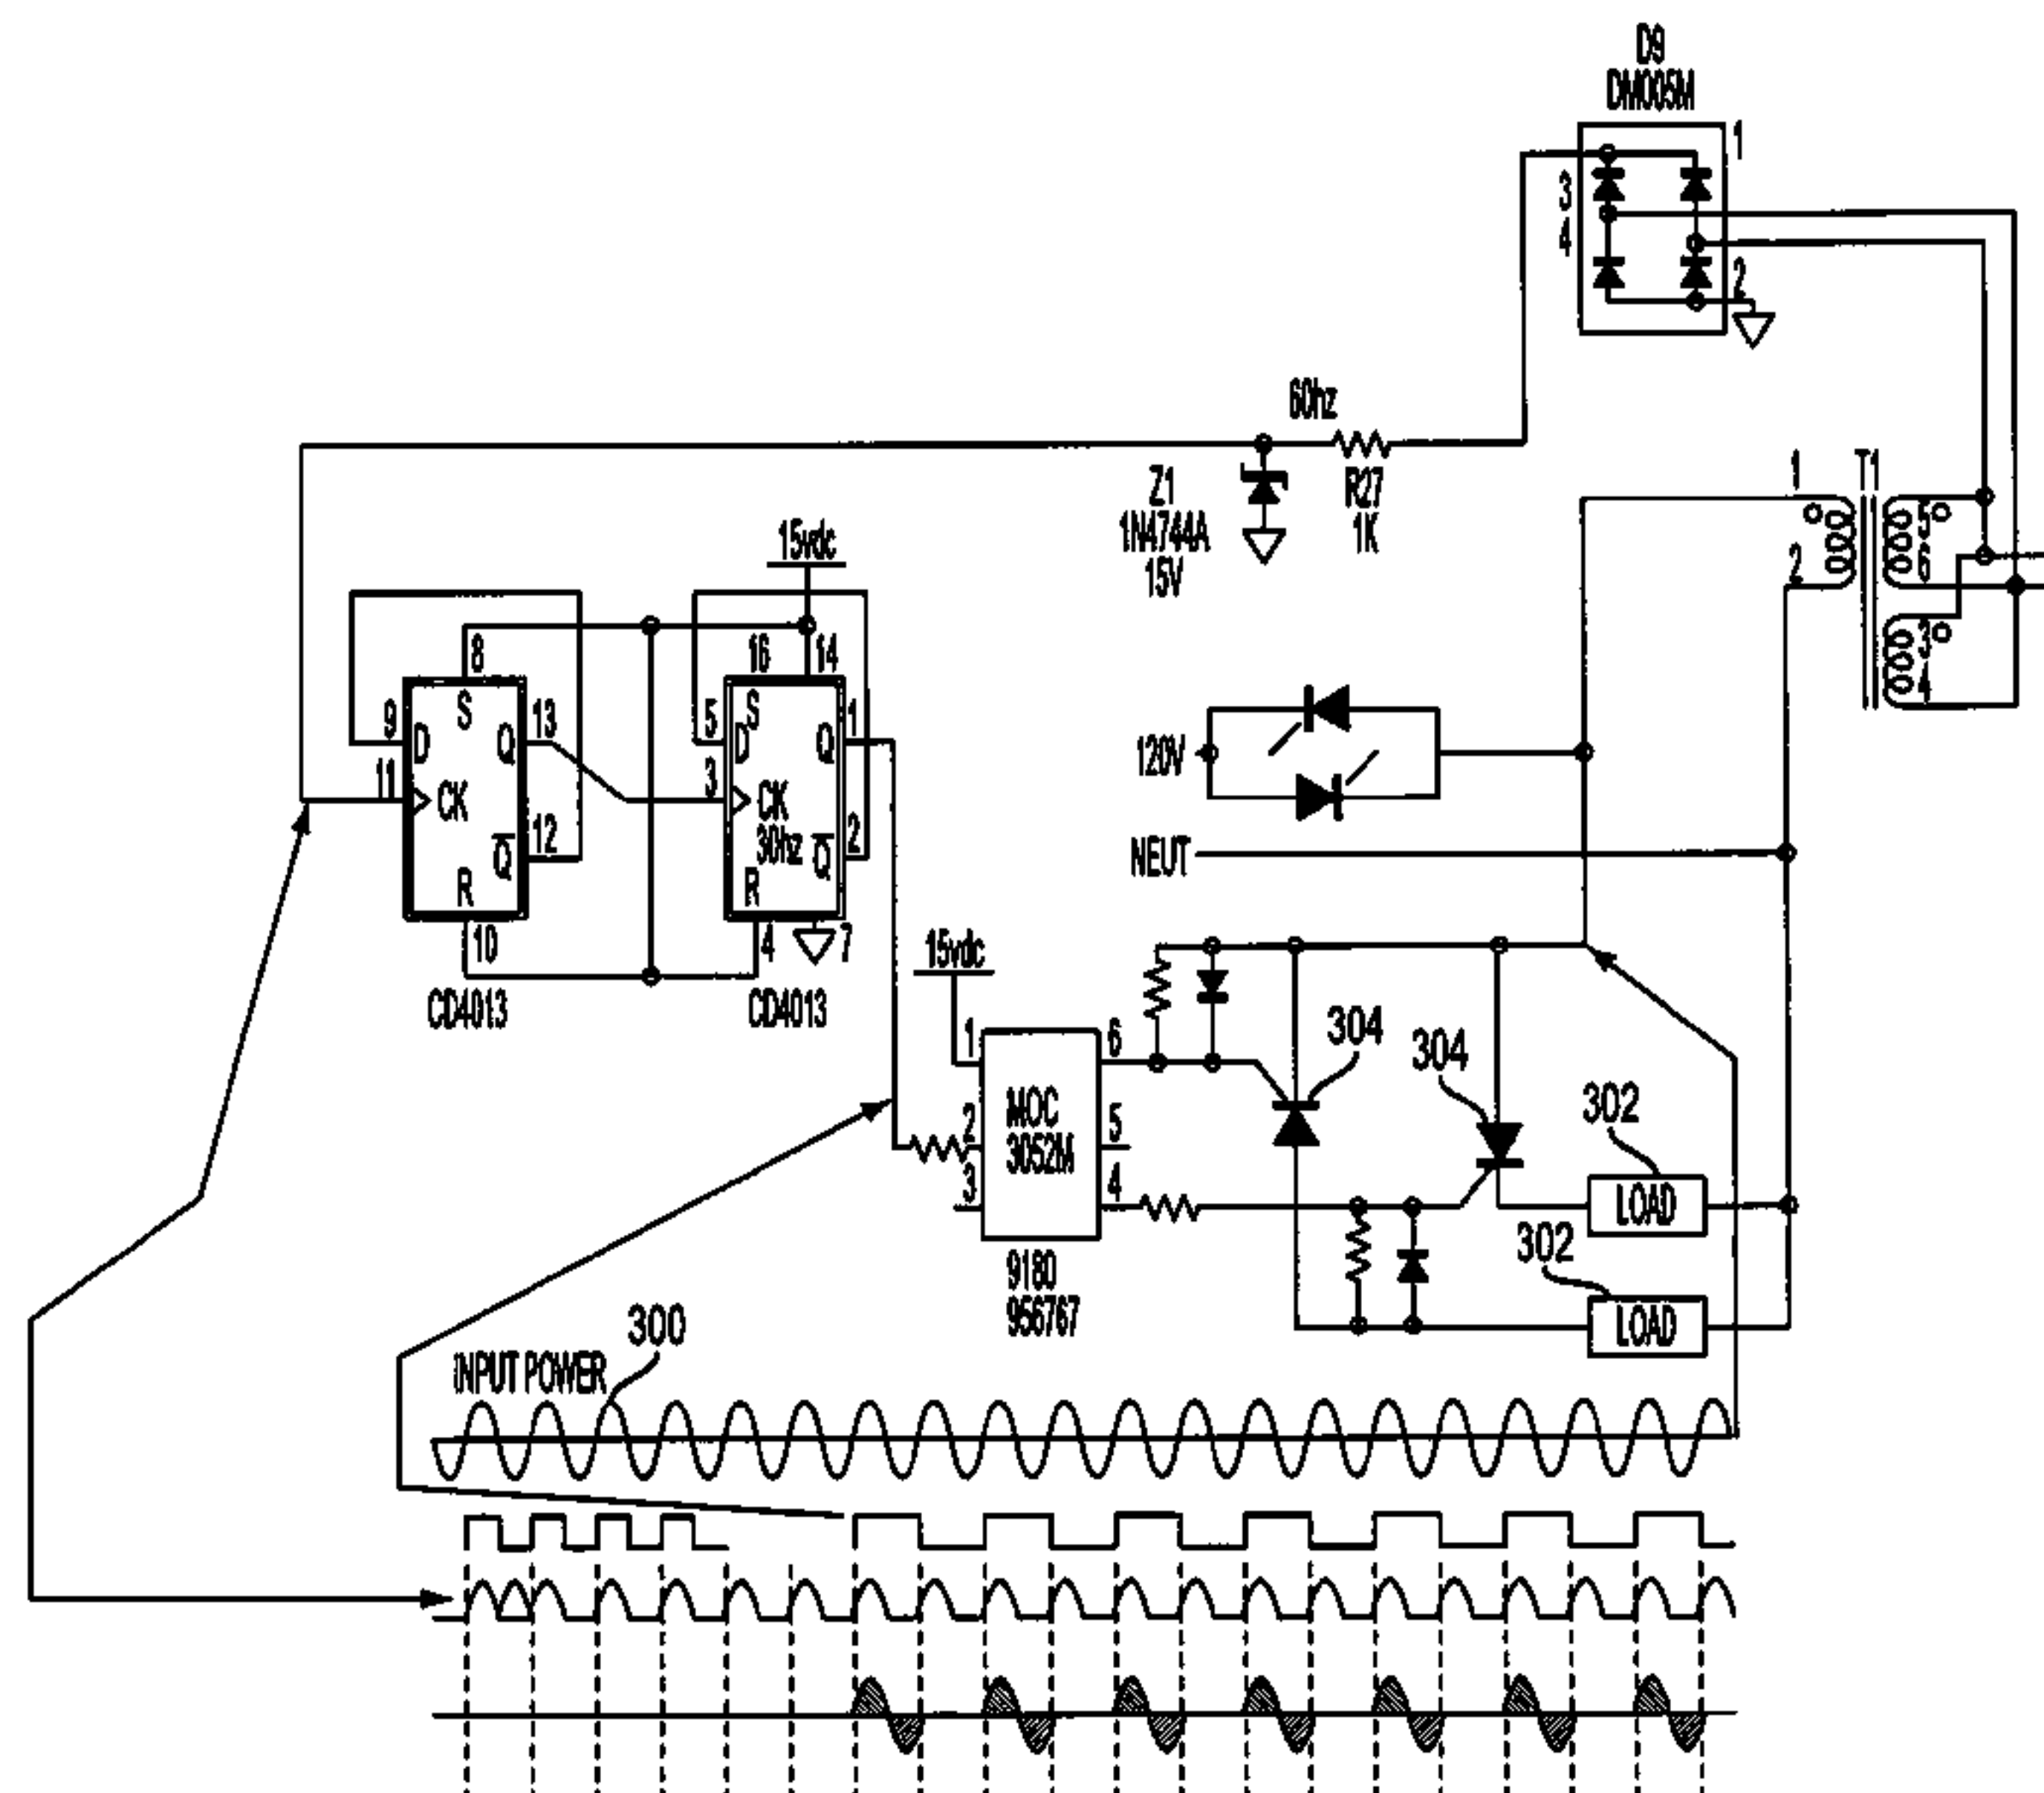 D9
DM005M
1
3
4
2
60hz
Z1
1N4744A
15V
R27
1K
1
T1
2
5
6
3
4
15vdc
8
16
14
9
S
13
5
S
1
D
Q
D
Q
11
CK
3
CK
30hz
12
2
Q
Q
R
R
10
4
7
CD4013
CD4013
120V
NEUT
15vdc
1
6
304
304
302
MOC
3052M
2
5
3
4
LOAD
302
LOAD
9180
956767
300
INPUT POWER